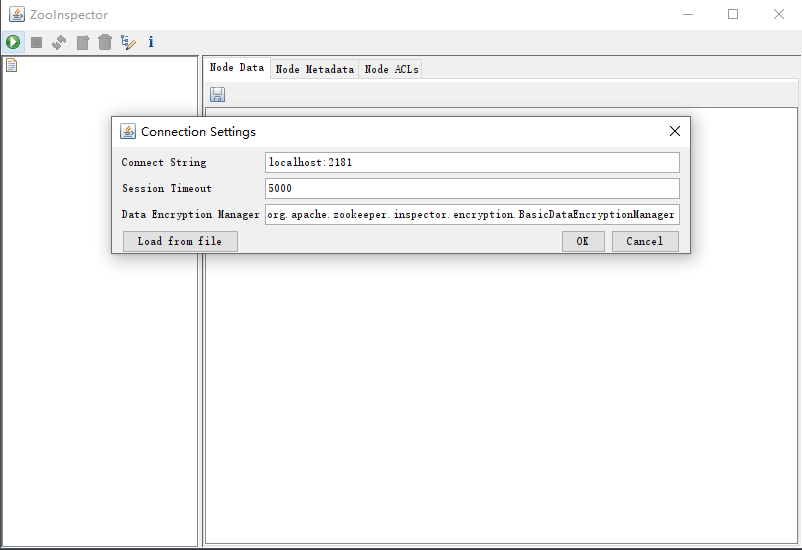 ZooInspector
Node Data Node Metadata Node ACLs
Connection Settings
Connect String localhost:2181
Session Timeout 5000
Data Encryption Manager org.apache.zookeeper.inspector.encryption.BasicDataEncryptionManager
Load from file OK Cancel